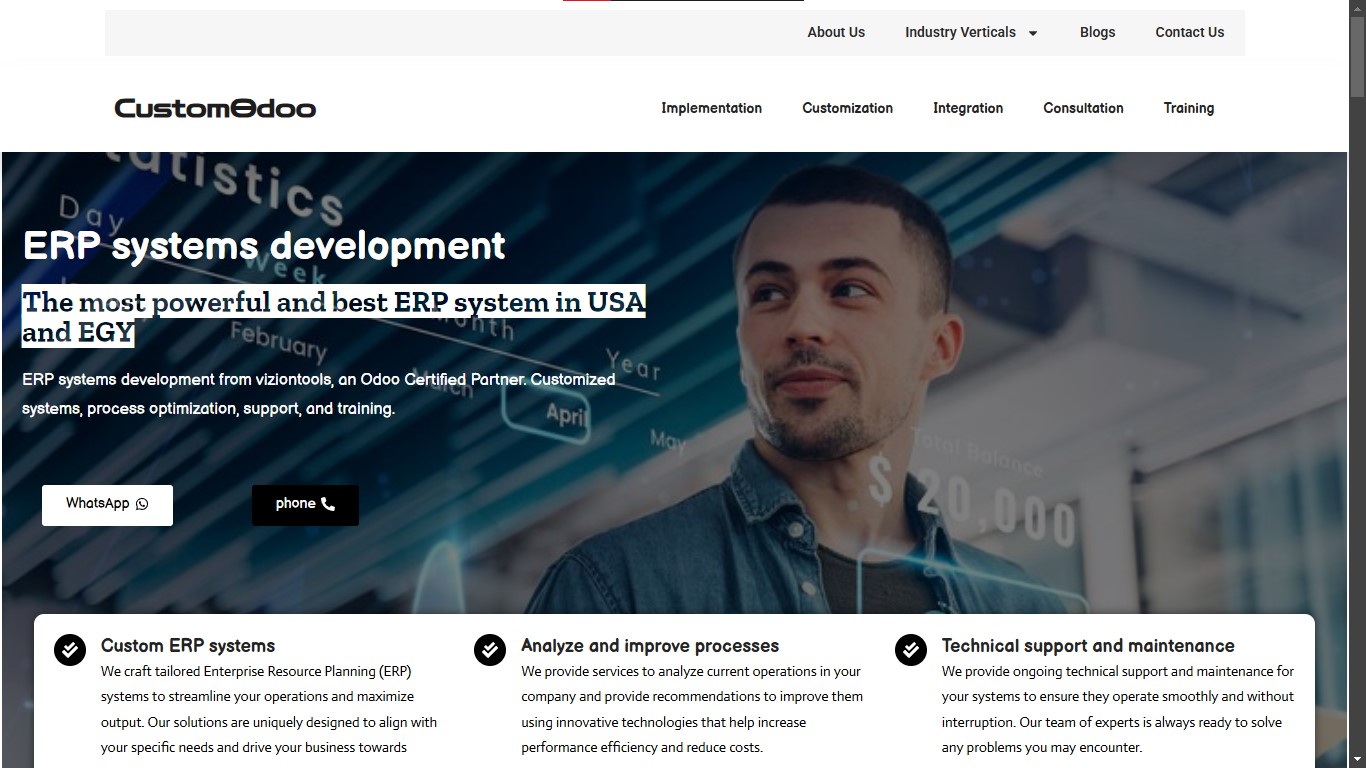 About Us
Industry Verticals
Blogs
Contact Us
CustomOdoo
Implementation
Customization
Integration
Consultation
Training
tatistics
Day
Week
Month
Year
February
March
April
May
ERP systems development
The most powerful and best ERP system in USA
and EGY
ERP systems development from viziontools, an Odoo Certified Partner. Customized
systems, process optimization, support, and training.
WhatsApp
phone
Total Balance
$ 20,000
Custom ERP systems
We craft tailored Enterprise Resource Planning (ERP)
systems to streamline your operations and maximize
output. Our solutions are uniquely designed to align with
your specific needs and drive your business towards
Analyze and improve processes
We provide services to analyze current operations in your
company and provide recommendations to improve them
using innovative technologies that help increase
performance efficiency and reduce costs.
Technical support and maintenance
We provide ongoing technical support and maintenance for
your systems to ensure they operate smoothly and without
interruption. Our team of experts is always ready to solve
any problems you may encounter.